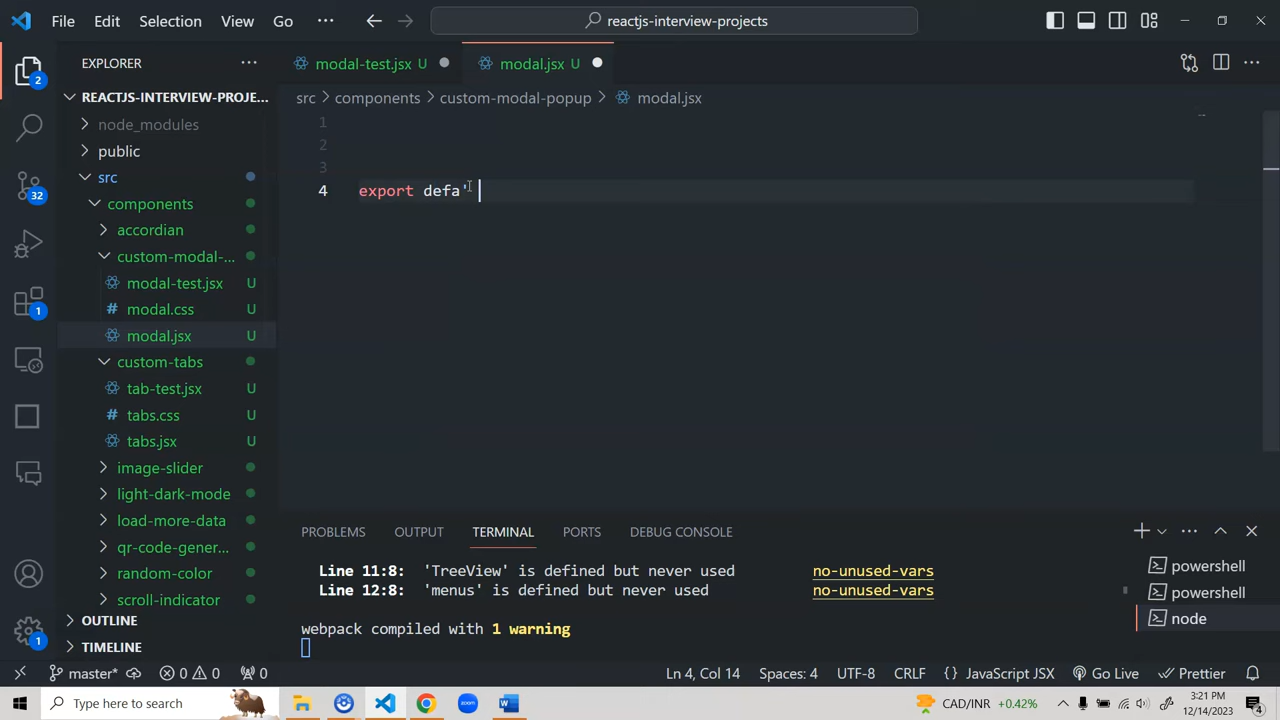 File Edit Selection View Go ··· reactjs-interview-projects
EXPLORER
modal-test.jsx U
modal.jsx U
REACTJS-INTERVIEW-PROJE...
src > components > custom-modal-popup > modal.jsx
2
node_modules
public
src
32
components
accordian
custom-modal-...
modal-test.jsx U
modal.css U
1
modal.jsx U
custom-tabs
tab-test.jsx U
tabs.css U
tabs.jsx U
image-slider
light-dark-mode
load-more-data
qr-code-gener...
random-color
scroll-indicator
OUTLINE
1
TIMELINE
1
2
3
4 export defa'
PROBLEMS OUTPUT TERMINAL PORTS DEBUG CONSOLE
Line 11:8: 'TreeView' is defined but never used no-unused-vars
Line 12:8: 'menus' is defined but never used no-unused-vars
webpack compiled with 1 warning
powershell
powershell
node
master* 0 0 0 Ln 4, Col 14 Spaces: 4 UTF-8 CRLF {} JavaScript JSX Go Live Prettier
Type here to search
zoom
CAD/INR +0.42%
3:21 PM
12/14/2023
4